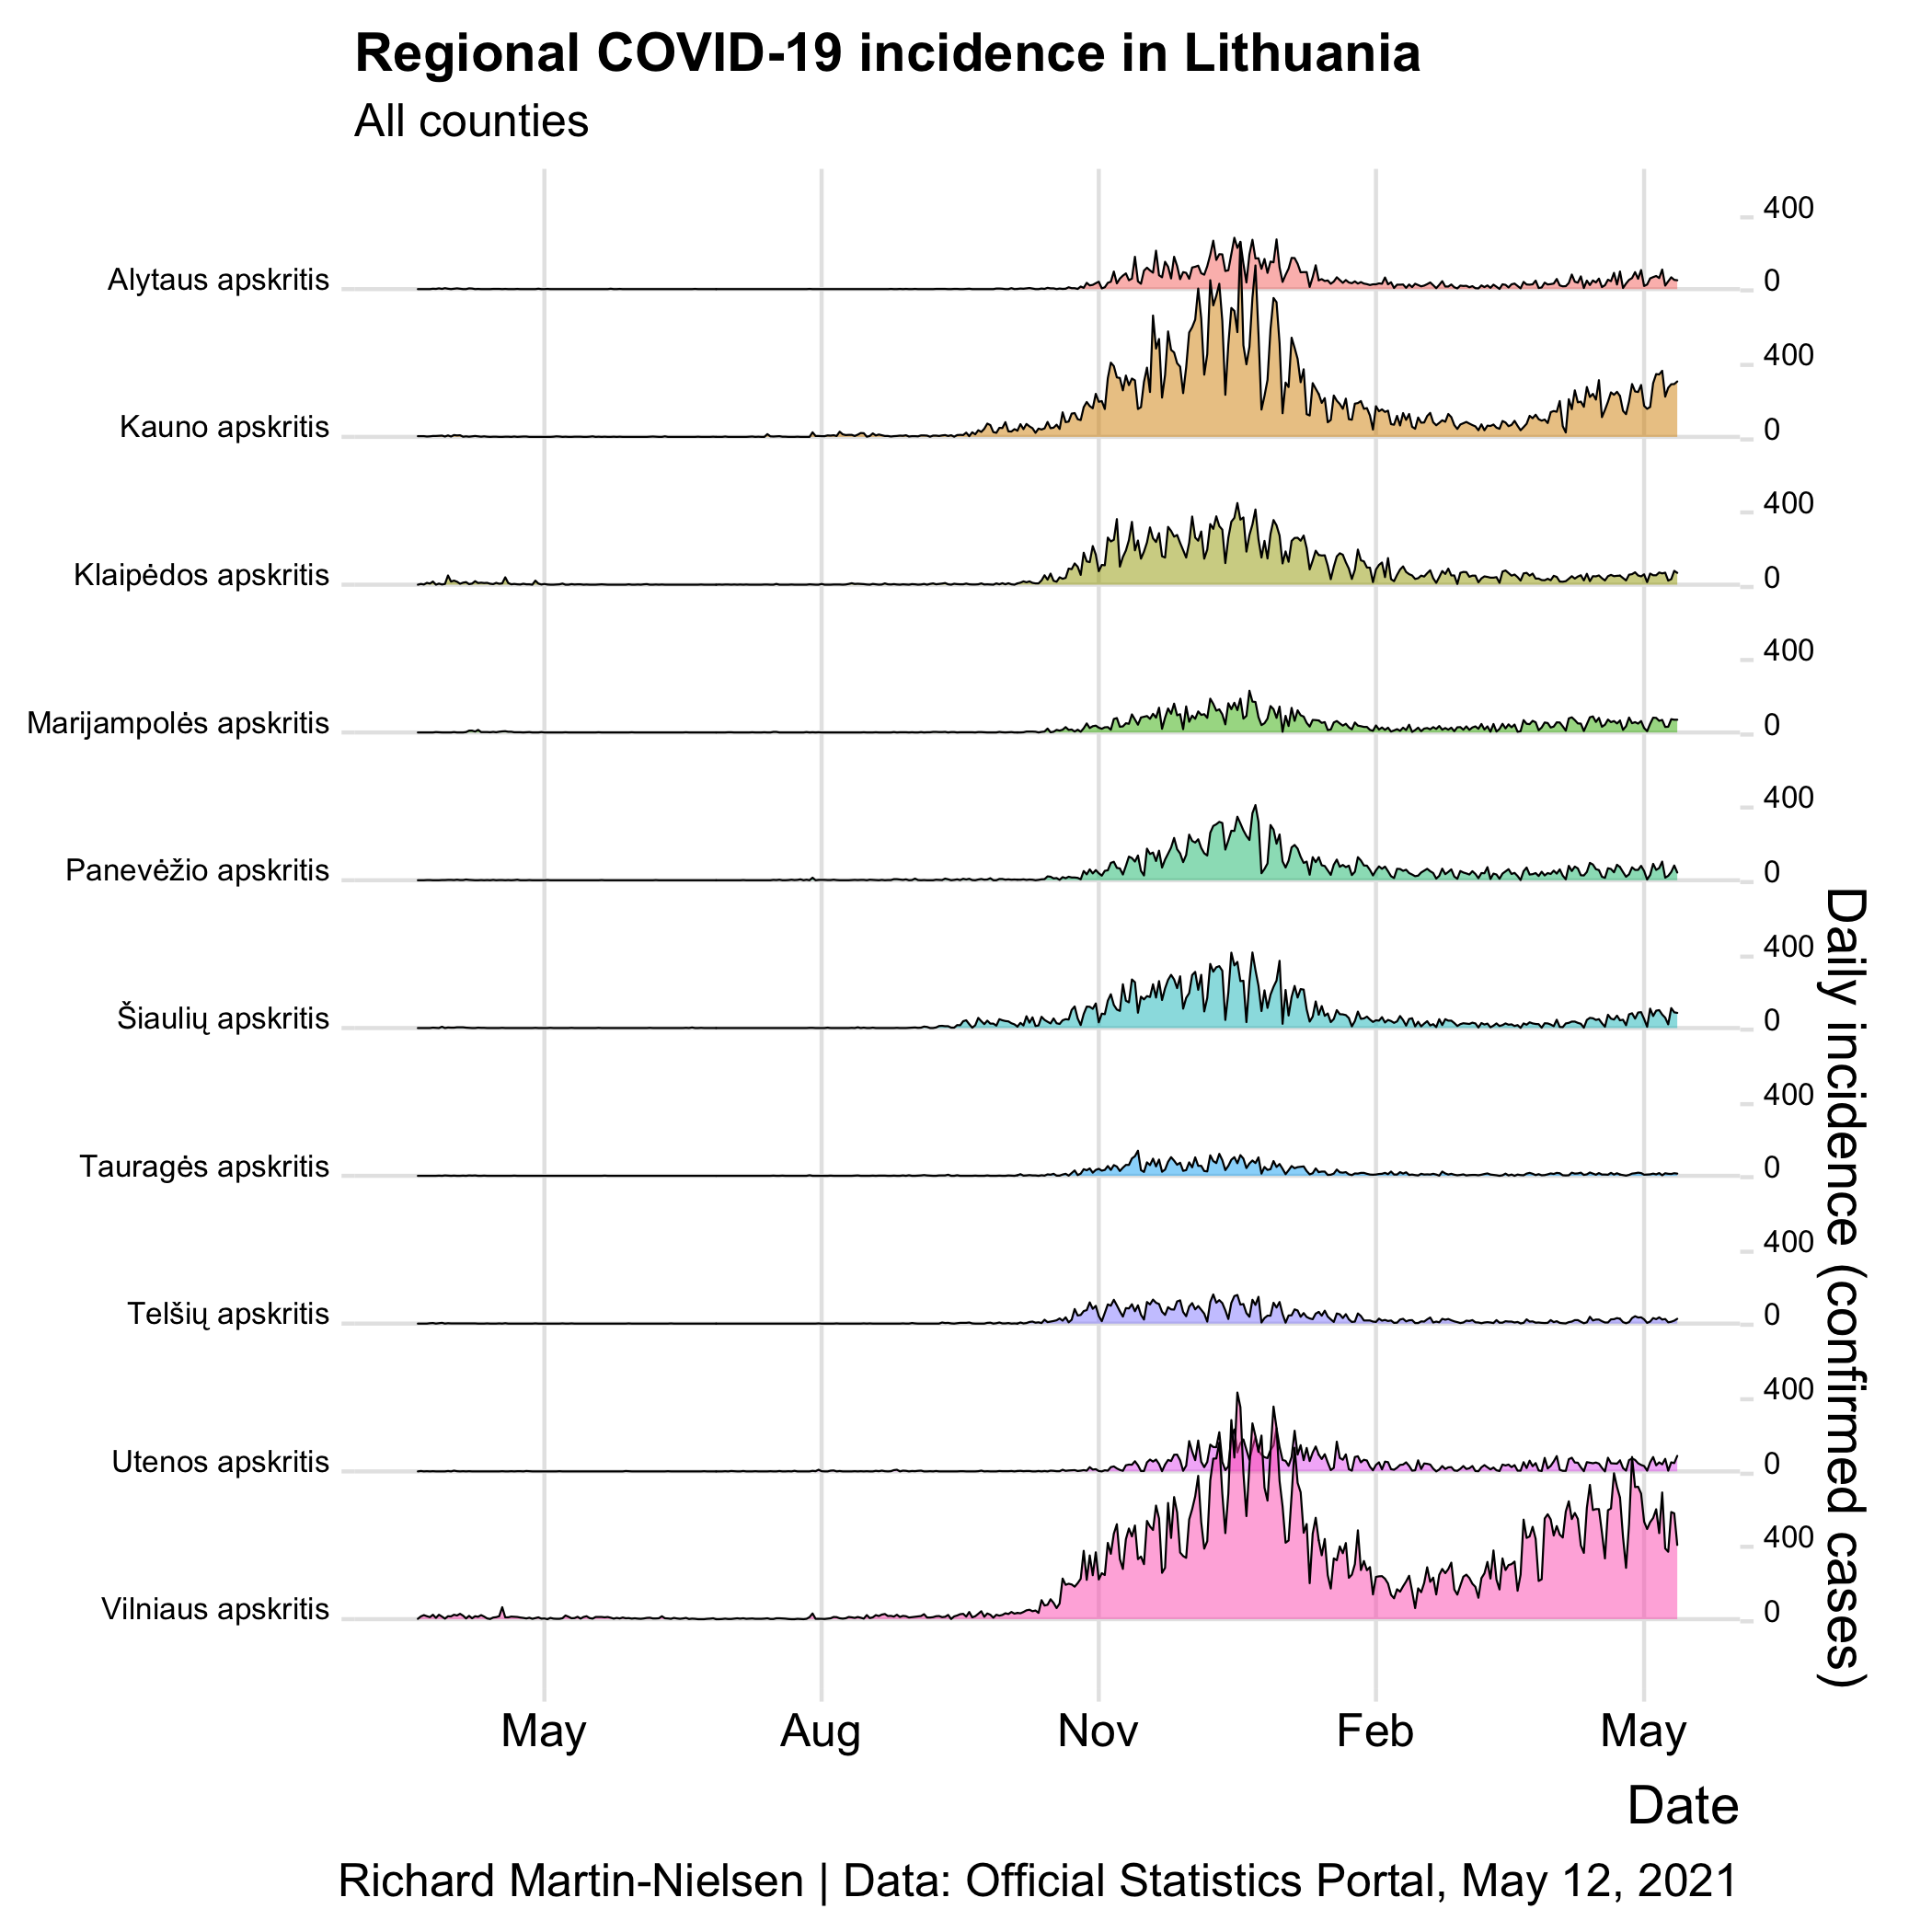 Regional COVID-19 incidence in Lithuania
All counties
400
Alytaus apskritis
0
400
Kauno apskritis
0
400
Klaipėdos apskritis
0
400
Marijampolės apskritis
0
400
Panevėžio apskritis
0
400
Šiaulių apskritis
0
400
Tauragės apskritis
0
400
Telšių apskritis
0
400
Utenos apskritis
0
400
Vilniaus apskritis
0
Daily incidence (confirmed cases)
May Aug Nov Feb May
Date
Richard Martin-Nielsen | Data: Official Statistics Portal, May 12, 2021